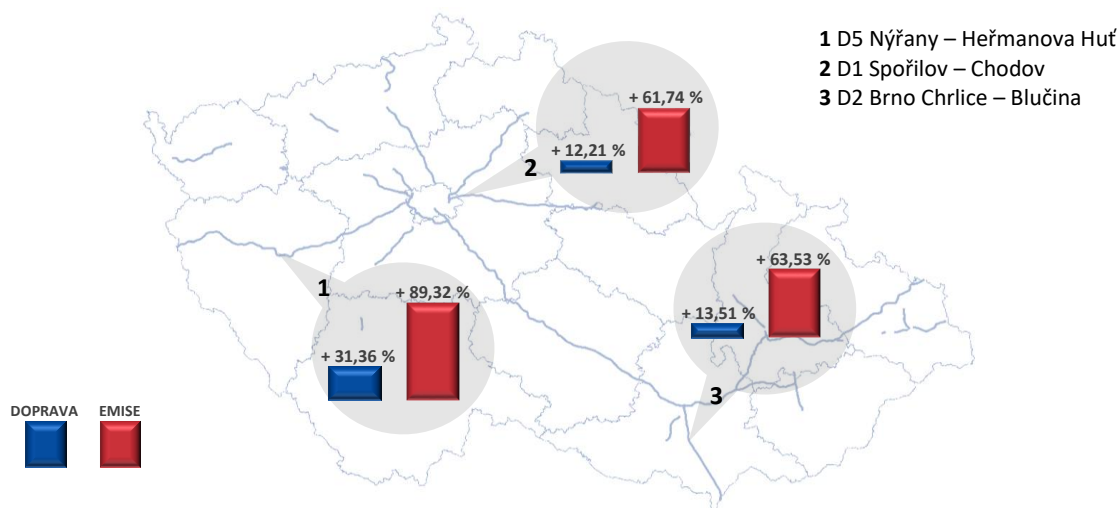 1 D5 Nýřany – Heřmanova Huť
2 D1 Spořilov – Chodov
3 D2 Brno Chrlice – Blučina
+ 61,74 %
+ 12,21 %
2
+ 63,53 %
+ 13,51 %
3
1
+ 89,32 %
+ 31,36 %
DOPRAVA EMISE